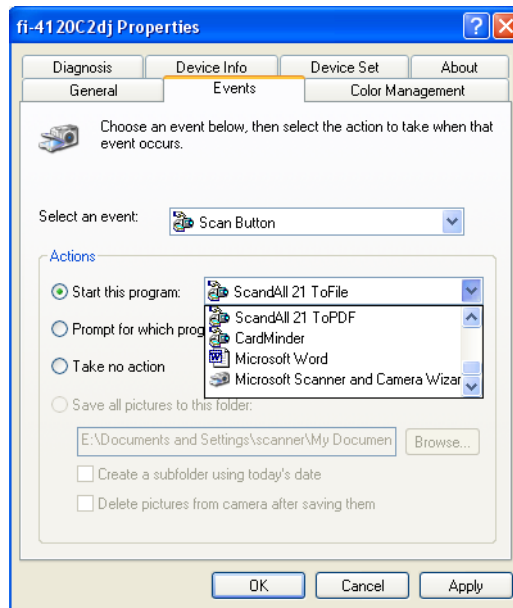 fi-4120C2dj Properties
Diagnosis Device Info Device Set About
General Events Color Management
Choose an event below, then select the action to take when that
event occurs.
Select an event: Scan Button
Actions
Start this program: ScandAll 21 ToFile
ScandAll 21 ToPDF
Prompt for which prog
CardMinder
Microsoft Word
Take no action
Microsoft Scanner and Camera Wizar
Save all pictures to this folder:
E:\Documents and Settings\scanner\My Documen Browse...
Create a subfolder using today's date
Delete pictures from camera after saving them
OK Cancel Apply